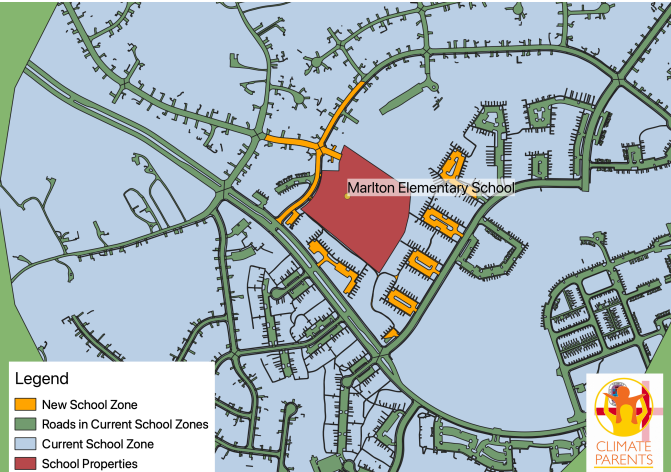 Marlton Elementary School
Legend
New School Zone
Roads in Current School Zones
Current School Zone
School Properties
CLIMATE
PARENTS